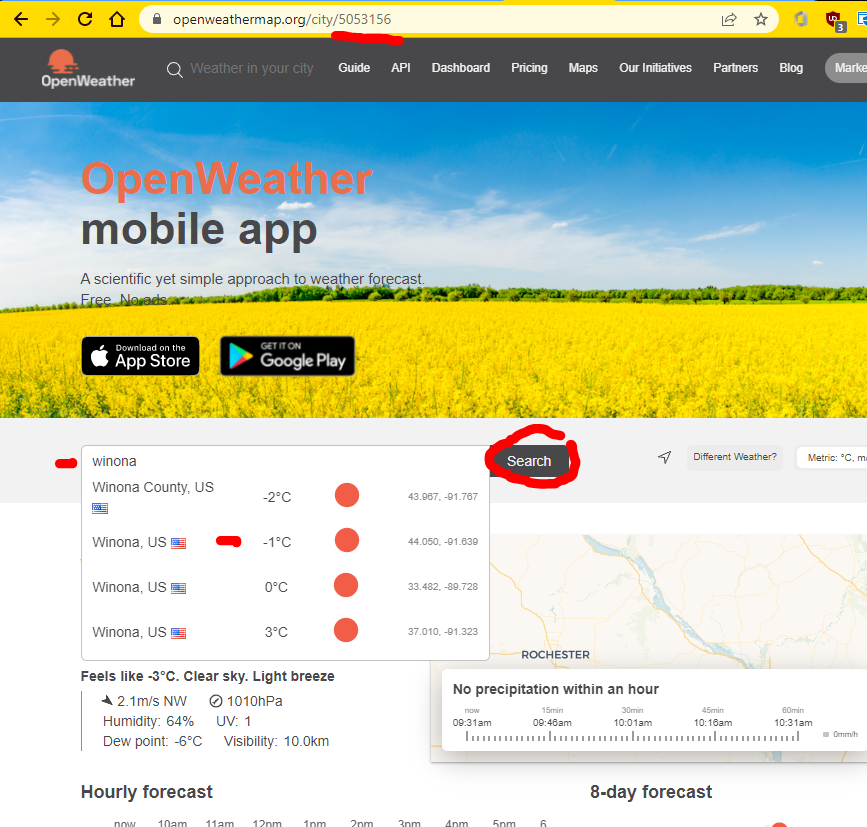 openweathermap.org/city/5053156
3
OpenWeather
Weather in your city
Guide
API
Dashboard
Pricing
Maps
Our Initiatives
Partners
Blog
Marke
OpenWeather
mobile app
A scientific yet simple approach to weather forecast.
Free. No ads.
Download on the
App Store
GET IT ON
Google Play
winona
Search
Different Weather?
Metric: °C, m
Winona County, US
-2°C
43.967, -91.767
Winona, US
-1°C
44.050, -91.639
Winona, US
0°C
33.482, -89.728
Winona, US
3°C
37.010, -91.323
ROCHESTER
Feels like -3°C. Clear sky. Light breeze
2.1m/s NW
1010hPa
Humidity: 64%
UV: 1
Dew point: -6°C
Visibility: 10.0km
No precipitation within an hour
now
15min
30min
45min
60min
09:31am
09:46am
10:01am
10:16am
10:31am
0mm/h
Hourly forecast
8-day forecast
now
10am
11am
12pm
1pm
2pm
3pm
4pm
5pm
6